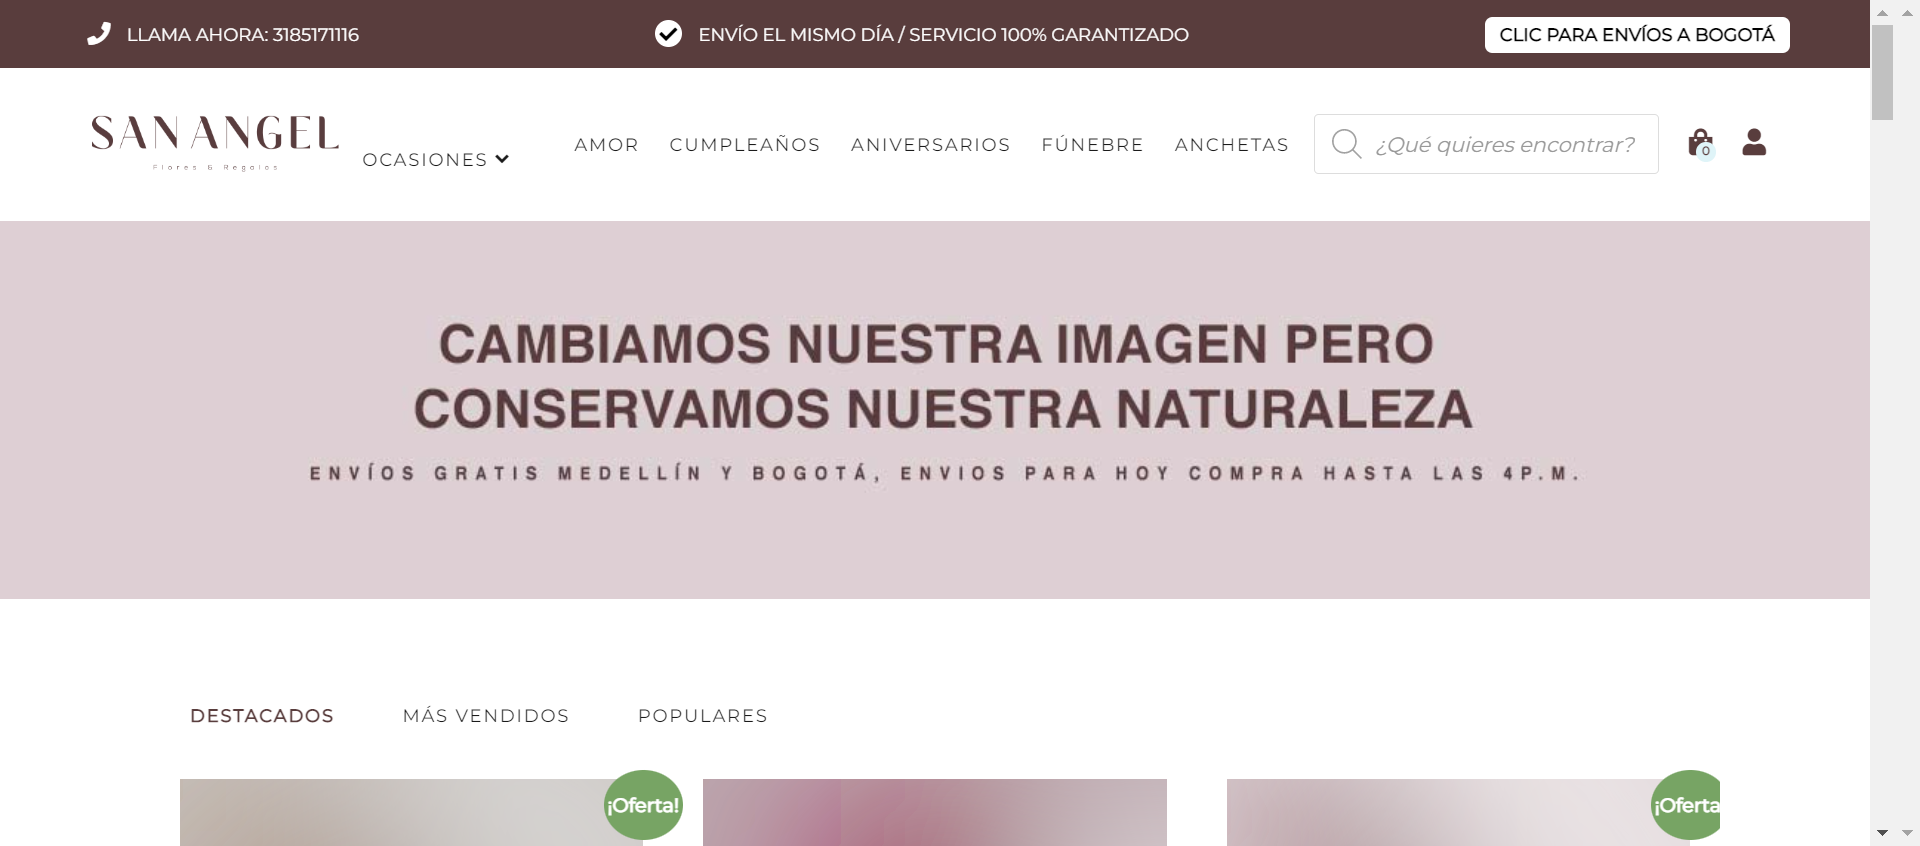 LLAMA AHORA: 3185171116
ENVÍO EL MISMO DÍA / SERVICIO 100% GARANTIZADO
CLIC PARA ENVÍOS A BOGOTÁ
SAN ANGEL
Flores & Regalos
OCASIONES
AMOR
CUMPLEAÑOS
ANIVERSARIOS
FÚNEBRE
ANCHETAS
¿Qué quieres encontrar?
0
CAMBIAMOS NUESTRA IMAGEN PERO
CONSERVAMOS NUESTRA NATURALEZA
ENVÍOS GRATIS MEDELLÍN Y BOGOTÁ, ENVIOS PARA HOY COMPRA HASTA LAS 4P.M.
DESTACADOS
MÁS VENDIDOS
POPULARES
¡Oferta!
¡Oferta